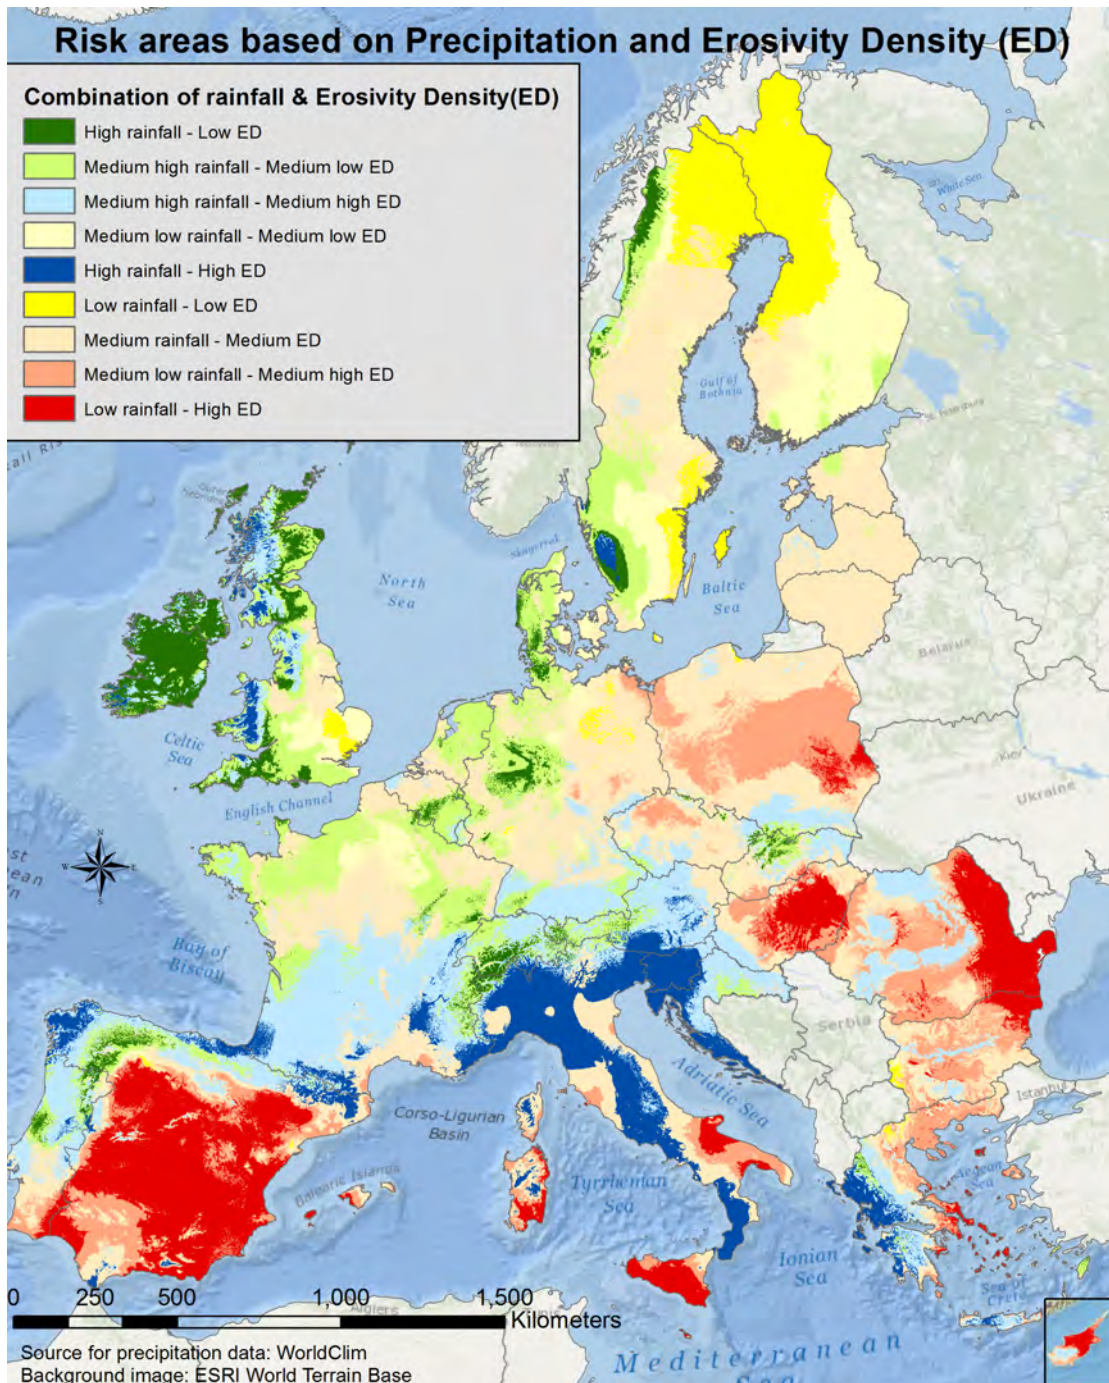 Risk areas based on Precipitation and Erosivity Density (ED)
Combination of rainfall & Erosivity Density(ED)
High rainfall - Low ED
Medium high rainfall - Medium low ED
Medium high rainfall - Medium high ED
Medium low rainfall - Medium low ED
High rainfall - High ED
Low rainfall - Low ED
Medium rainfall - Medium ED
Medium low rainfall - Medium high ED
Low rainfall - High ED
White Sea
Gulf of
Bothnia
St. Petersburg
Outer
Hebrides
Skagerrak
North
Sea
Baltic
Sea
Belarus
Celtic
Sea
English Channel
Kiev
Ukraine
N
W
E
S
Bay of
Biscay
Serbia
Adriatic Sea
Istanbul
Corso-Ligurian
Basin
Balearic Islands
Tyrrhenian
Sea
Aegean
Sea
Ionian
Sea
Sea of
Crete
0 250 500 1,000 1,500
Kilometers
Algiers
Tunis
Mediterranean
Sea
Source for precipitation data: WorldClim
Background image: ESRI World Terrain Base